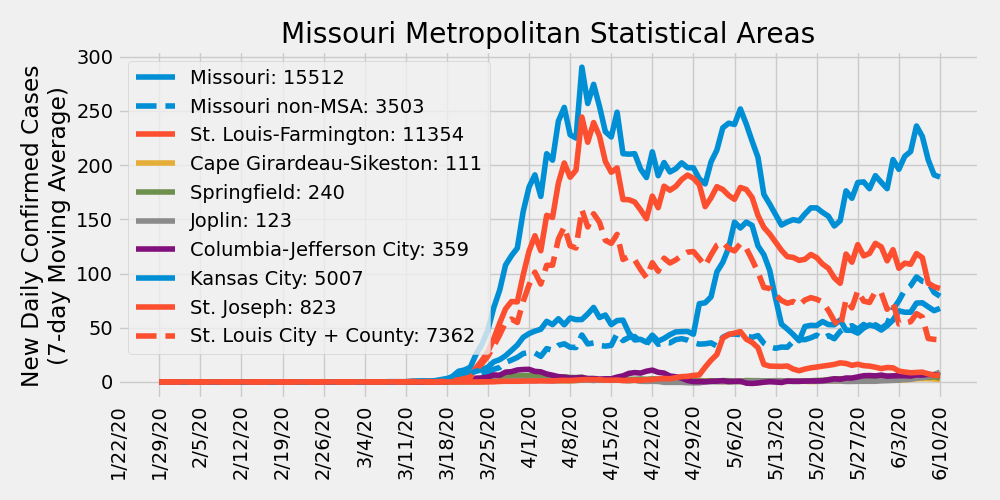 Missouri Metropolitan Statistical Areas
New Daily Confirmed Cases
(7-day Moving Average)
300
250
200
150
100
50
0
Missouri: 15512
Missouri non-MSA: 3503
St. Louis-Farmington: 11354
Cape Girardeau-Sikeston: 111
Springfield: 240
Joplin: 123
Columbia-Jefferson City: 359
Kansas City: 5007
St. Joseph: 823
St. Louis City + County: 7362
1/22/20
1/29/20
2/5/20
2/12/20
2/19/20
2/26/20
3/4/20
3/11/20
3/18/20
3/25/20
4/1/20
4/8/20
4/15/20
4/22/20
4/29/20
5/6/20
5/13/20
5/20/20
5/27/20
6/3/20
6/10/20